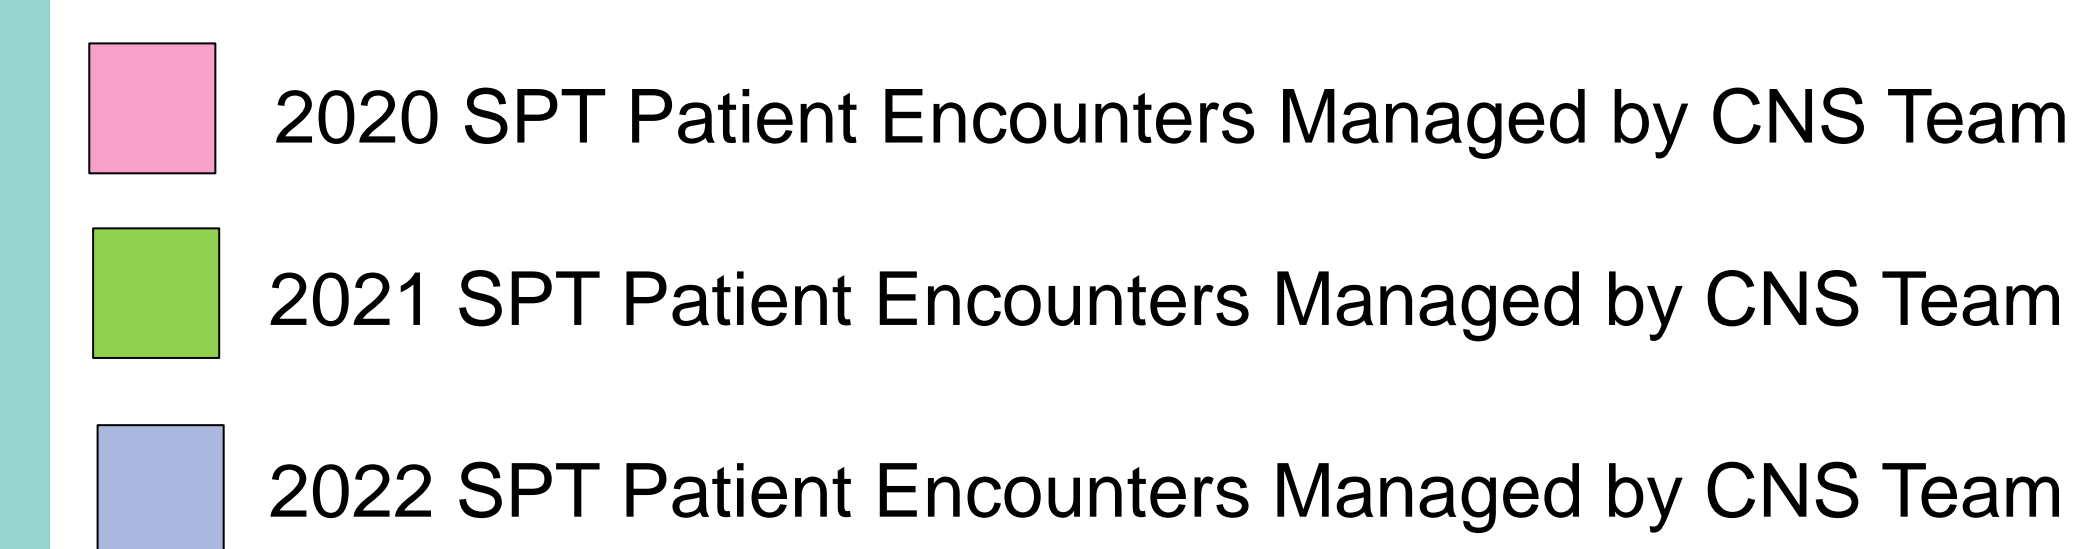 2020 SPT Patient Encounters Managed by CNS Team
2021 SPT Patient Encounters Managed by CNS Team
2022 SPT Patient Encounters Managed by CNS Team